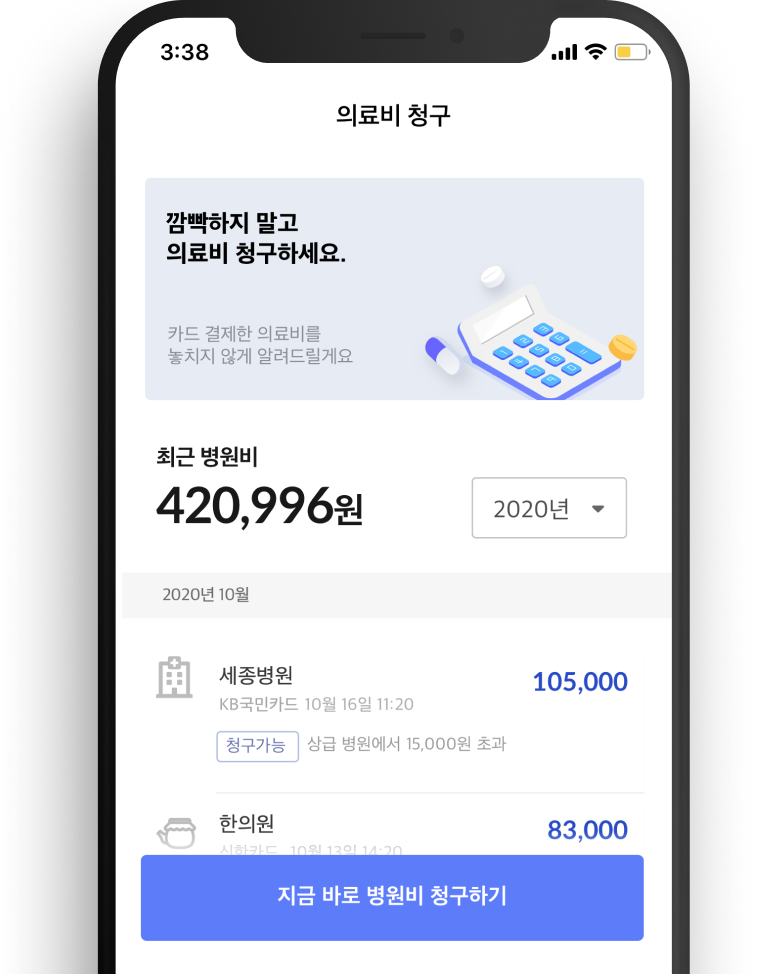 3:38
의료비 청구
깜빡하지 말고
의료비 청구하세요.
카드 결제한 의료비를
놓치지 않게 알려드릴게요
최근 병원비
420,996원
2020년
2020년 10월
세종병원
105,000
KB국민카드 10월 16일 11:20
청구가능 상급 병원에서 15,000원 초과
한의원
83,000
신한카드 10월 13일 14:20
지금 바로 병원비 청구하기